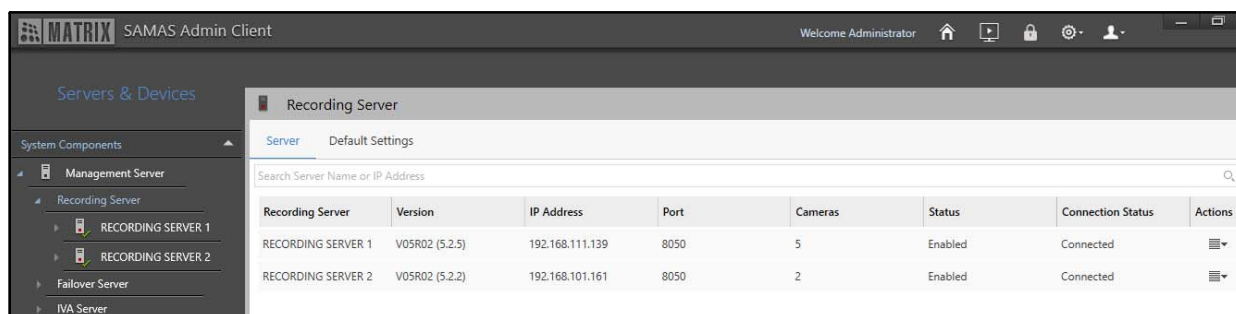 MATRIX SAMAS Admin Client
Welcome Administrator
Servers & Devices
System Components
Management Server
Recording Server
RECORDING SERVER 1
RECORDING SERVER 2
Failover Server
IVA Server
Recording Server
Server Default Settings
Search Server Name or IP Address
Recording Server Version IP Address Port Cameras Status Connection Status Actions
RECORDING SERVER 1 V05R02 (5.2.5) 192.168.111.139 8050 5 Enabled Connected
RECORDING SERVER 2 V05R02 (5.2.2) 192.168.101.161 8050 2 Enabled Connected